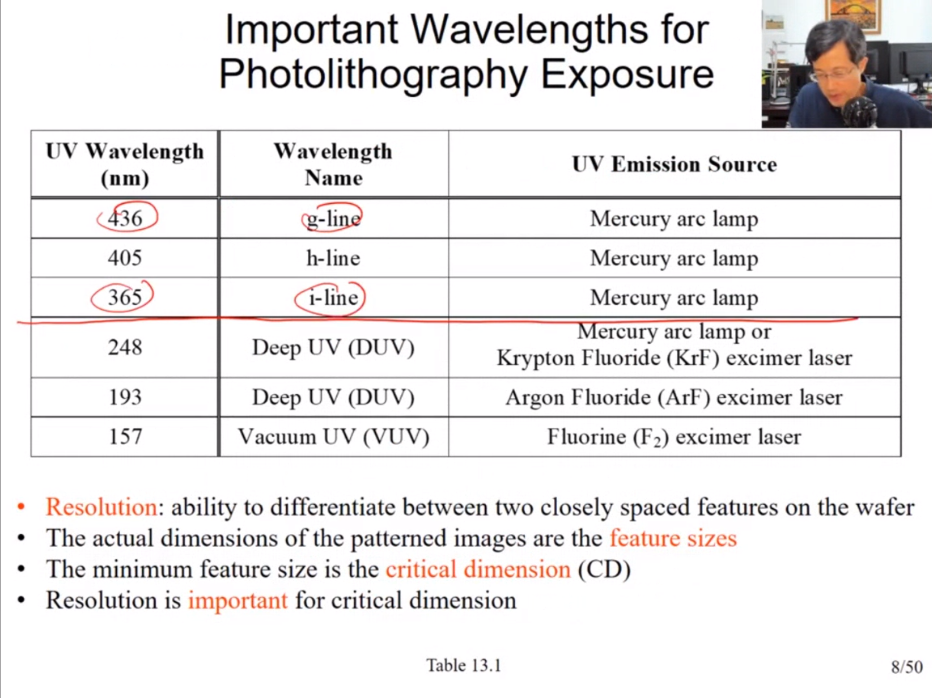 Important Wavelengths for
Photolithography Exposure
UV Wavelength (nm) Wavelength Name UV Emission Source
436 g-line Mercury arc lamp
405 h-line Mercury arc lamp
365 i-line Mercury arc lamp
248 Deep UV (DUV) Mercury arc lamp or Krypton Fluoride (KrF) excimer laser
193 Deep UV (DUV) Argon Fluoride (ArF) excimer laser
157 Vacuum UV (VUV) Fluorine (F₂) excimer laser
• Resolution: ability to differentiate between two closely spaced features on the wafer
• The actual dimensions of the patterned images are the feature sizes
• The minimum feature size is the critical dimension (CD)
• Resolution is important for critical dimension
Table 13.1
8/50